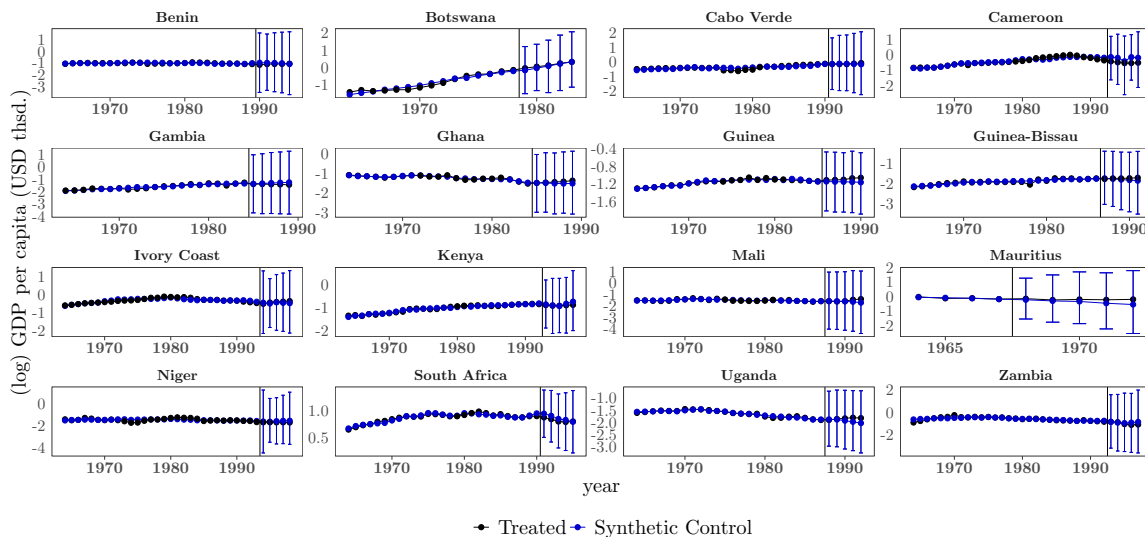 Benin Botswana Cabo Verde Cameroon
1 0 -1 -2 -3
2 1 0 -1
2 1 0 -1 -2
1 0 -1 -2
1970 1980 1990 1970 1980 1970 1980 1990 1970 1980 1990
Gambia Ghana Guinea Guinea-Bissau
1 0 -1 -2 -3 -4
0 -1 -2 -3
-0.4 -0.8 -1.2 -1.6
-1 -2 -3
1970 1980 1990 1970 1980 1990 1970 1980 1990 1970 1980 1990
Ivory Coast Kenya Mali Mauritius
1 0 -1 -2
0 -1 -2
1 0 -1 -2 -3 -4
2 1 0 -1 -2
1970 1980 1990 1970 1980 1990 1970 1980 1990 1965 1970
Niger South Africa Uganda Zambia
0 -2 -4
1.0 0.5
-1.0 -1.5 -2.0 -2.5 -3.0
2 0 -2
1970 1980 1990 1970 1980 1990 1970 1980 1990 1970 1980 1990
(log) GDP per capita (USD thsd.)
year
Treated Synthetic Control